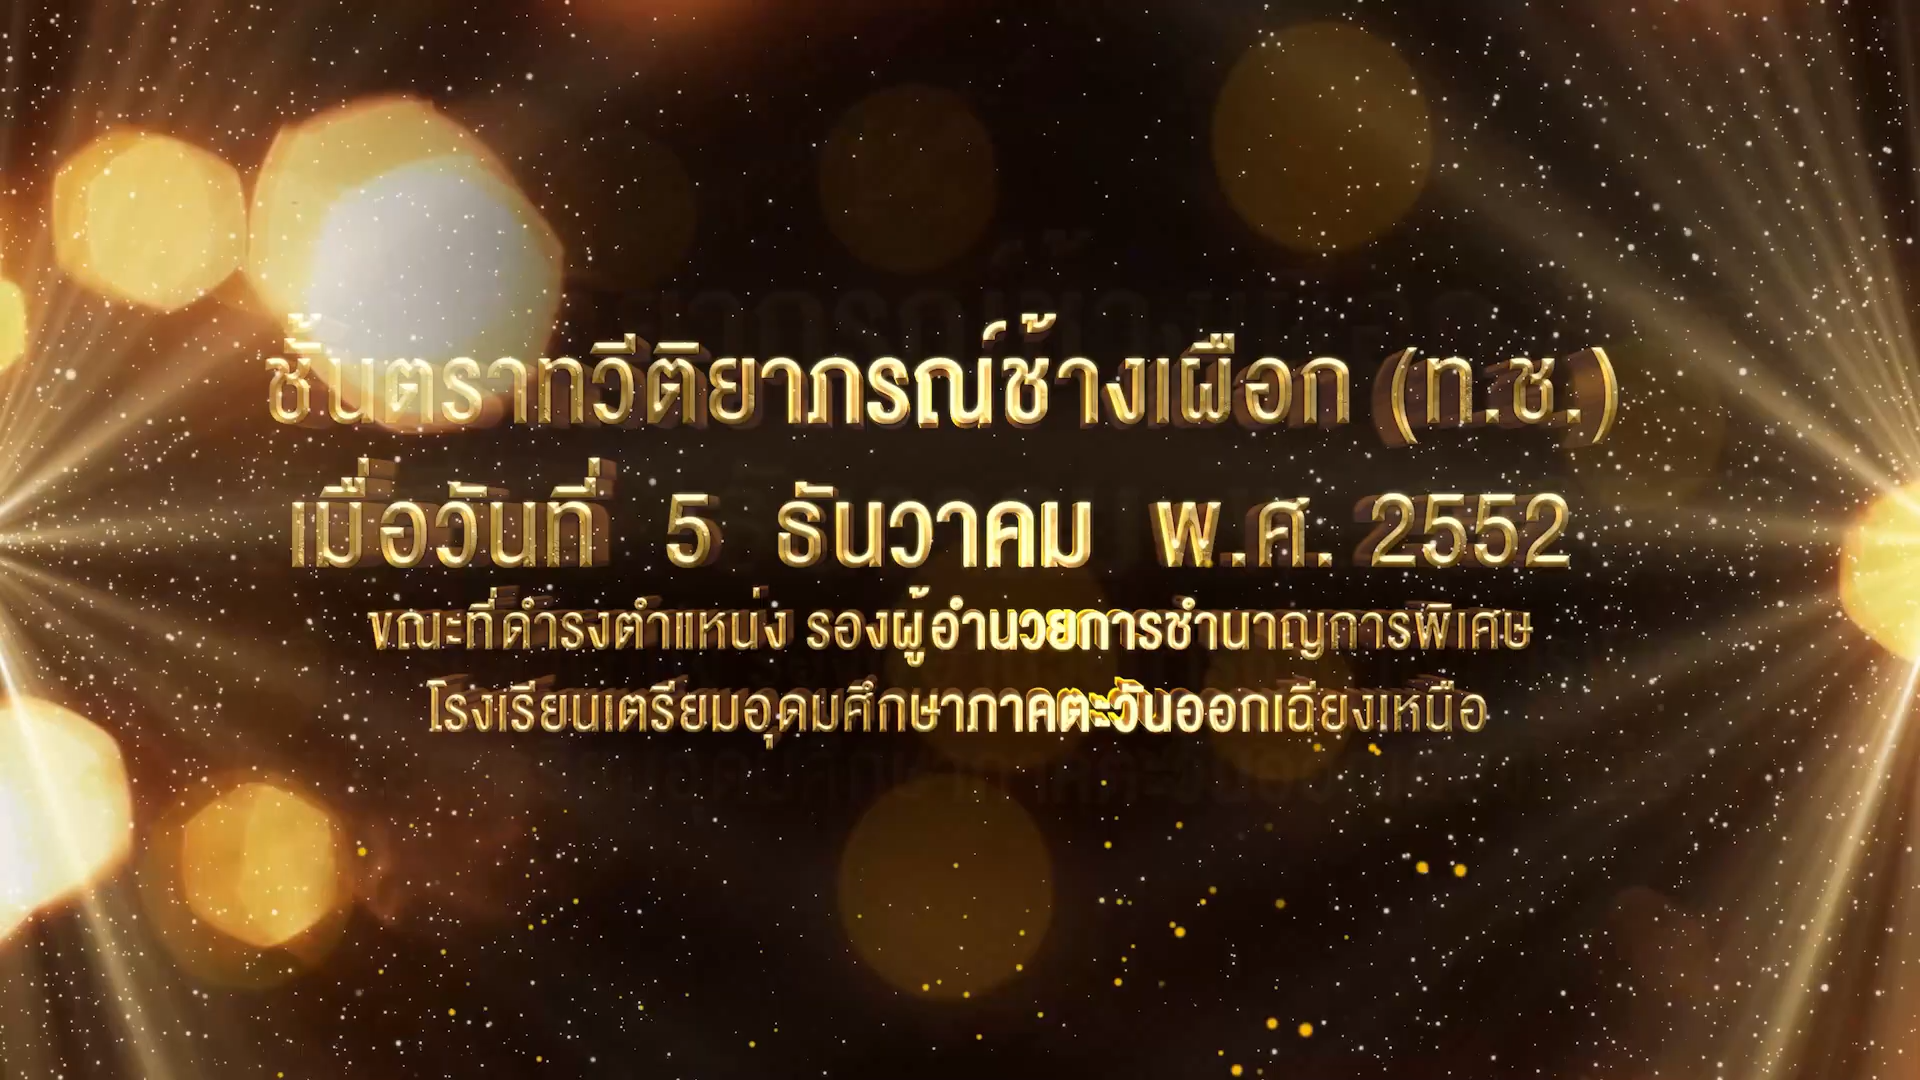 ชั้นตราทวีติยาภรณ์ช้างเผือก (ท.ช.)
เมื่อวันที่ 5 ธันวาคม พ.ศ. 2552
ขณะที่ดำรงตำแหน่ง รองผู้อำนวยการชำนาญการพิเศษ
โรงเรียนเตรียมอุดมศึกษาภาคตะวันออกเฉียงเหนือ